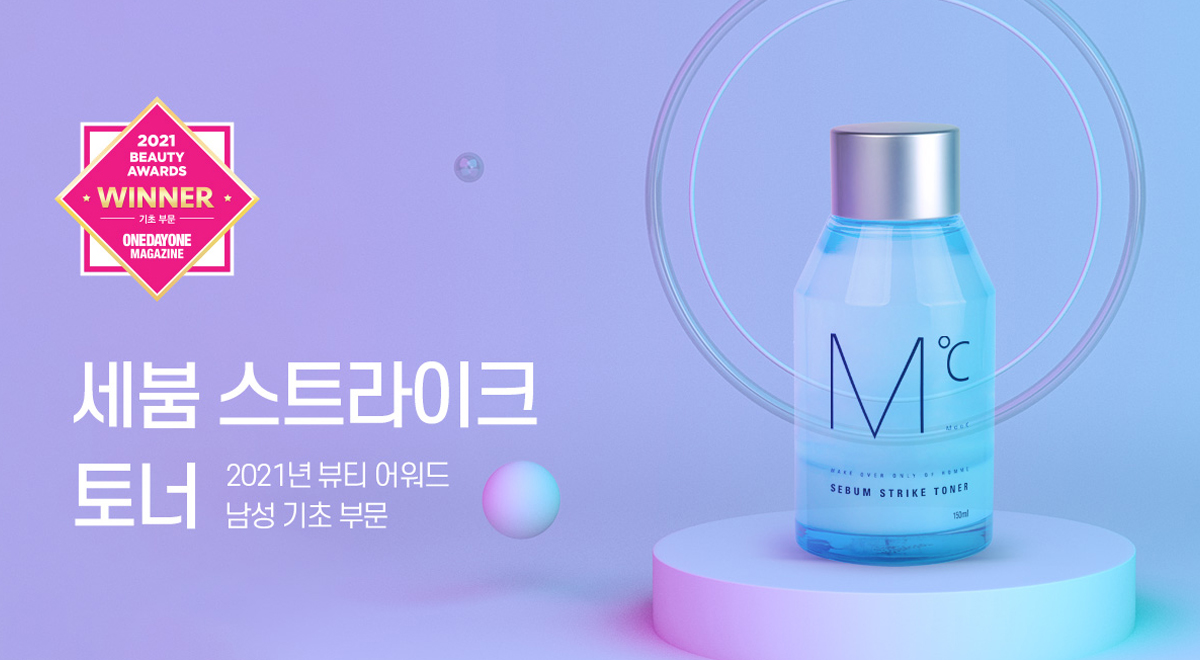 2021
BEAUTY
AWARDS
WINNER
기초 부문
ONEDAYONE
MAGAZINE
세붐 스트라이크
토너
2021년 뷰티 어워드
남성 기초 부문
M°C
SEBUM STRIKE TONER
150ml